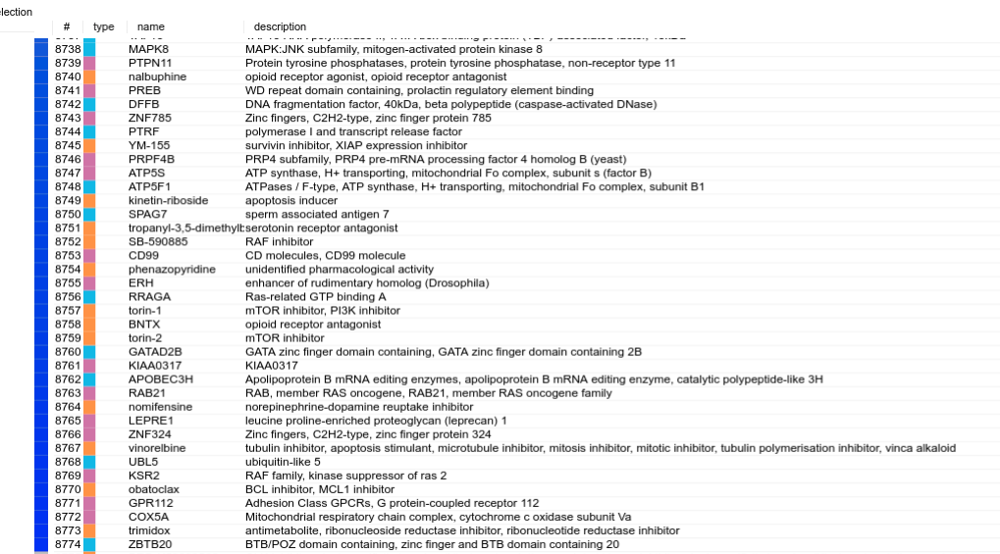 election
# type name description
8738 MAPK8 MAPK:JNK subfamily, mitogen-activated protein kinase 8
8739 PTPN11 Protein tyrosine phosphatases, protein tyrosine phosphatase, non-receptor type 11
8740 nalbuphine opioid receptor agonist, opioid receptor antagonist
8741 PREB WD repeat domain containing, prolactin regulatory element binding
8742 DFFB DNA fragmentation factor, 40kDa, beta polypeptide (caspase-activated DNase)
8743 ZNF785 Zinc fingers, C2H2-type, zinc finger protein 785
8744 PTRF polymerase I and transcript release factor
8745 YM-155 survivin inhibitor, XIAP expression inhibitor
8746 PRPF4B PRP4 subfamily, PRP4 pre-mRNA processing factor 4 homolog B (yeast)
8747 ATP5S ATP synthase, H+ transporting, mitochondrial Fo complex, subunit s (factor B)
8748 ATP5F1 ATPases / F-type, ATP synthase, H+ transporting, mitochondrial Fo complex, subunit B1
8749 kinetin-riboside apoptosis inducer
8750 SPAG7 sperm associated antigen 7
8751 tropanyl-3,5-dimethylb serotonin receptor antagonist
8752 SB-590885 RAF inhibitor
8753 CD99 CD molecules, CD99 molecule
8754 phenazopyridine unidentified pharmacological activity
8755 ERH enhancer of rudimentary homolog (Drosophila)
8756 RRAGA Ras-related GTP binding A
8757 torin-1 mTOR inhibitor, PI3K inhibitor
8758 BNTX opioid receptor antagonist
8759 torin-2 mTOR inhibitor
8760 GATAD2B GATA zinc finger domain containing, GATA zinc finger domain containing 2B
8761 KIAA0317 KIAA0317
8762 APOBEC3H Apolipoprotein B mRNA editing enzymes, apolipoprotein B mRNA editing enzyme, catalytic polypeptide-like 3H
8763 RAB21 RAB, member RAS oncogene, RAB21, member RAS oncogene family
8764 nomifensine norepinephrine-dopamine reuptake inhibitor
8765 LEPRE1 leucine proline-enriched proteoglycan (leprecan) 1
8766 ZNF324 Zinc fingers, C2H2-type, zinc finger protein 324
8767 vinorelbine tubulin inhibitor, apoptosis stimulant, microtubule inhibitor, mitosis inhibitor, mitotic inhibitor, tubulin polymerisation inhibitor, vinca alkaloid
8768 UBL5 ubiquitin-like 5
8769 KSR2 RAF family, kinase suppressor of ras 2
8770 obatoclax BCL inhibitor, MCL1 inhibitor
8771 GPR112 Adhesion Class GPCRs, G protein-coupled receptor 112
8772 COX5A Mitochondrial respiratory chain complex, cytochrome c oxidase subunit Va
8773 trimidox antimetabolite, ribonucleoside reductase inhibitor, ribonucleotide reductase inhibitor
8774 ZBTB20 BTB/POZ domain containing, zinc finger and BTB domain containing 20